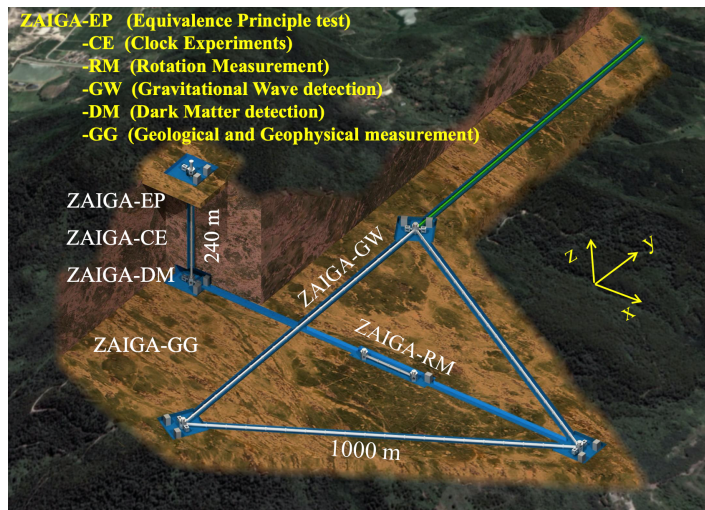 ZAIGA-EP (Equivalence Principle test)
-CE (Clock Experiments)
-RM (Rotation Measurement)
-GW (Gravitational Wave detection)
-DM (Dark Matter detection)
-GG (Geological and Geophysical measurement)
ZAIGA-EP
ZAIGA-CE
ZAIGA-DM
240 m
ZAIGA-GW
z
y
x
ZAIGA-GG
ZAIGA-RM
1000 m